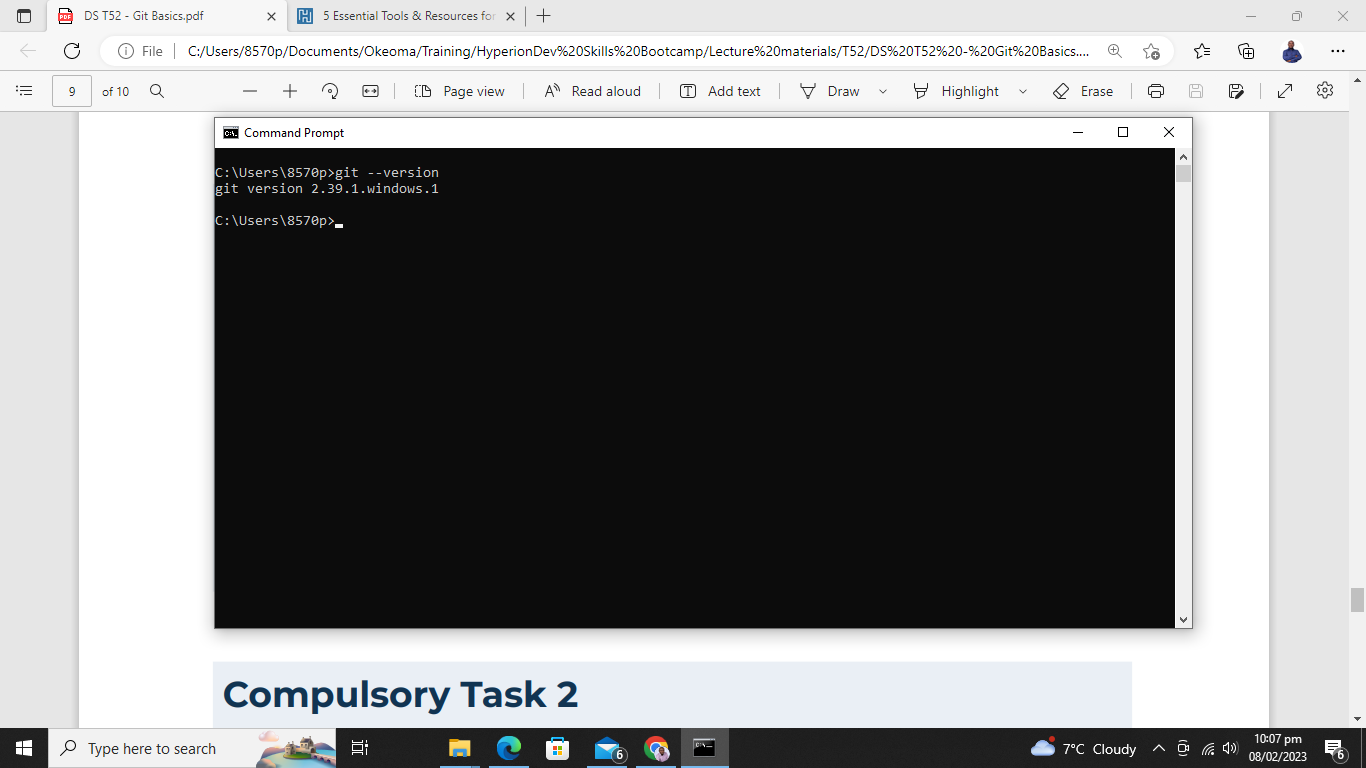 DS T52 - Git Basics.pdf
5 Essential Tools & Resources for
File
C:/Users/8570p/Documents/Okeoma/Training/HyperionDev%20Skills%20Bootcamp/Lecture%20materials/T52/DS%20T52%20-%20Git%20Basics....
9 of 10
Page view
Read aloud
Add text
Draw
Highlight
Erase
Command Prompt
C:\Users\8570p>git --version
git version 2.39.1.windows.1
C:\Users\8570p>
Compulsory Task 2
Type here to search
6
7°C Cloudy
10:07 pm
08/02/2023
6